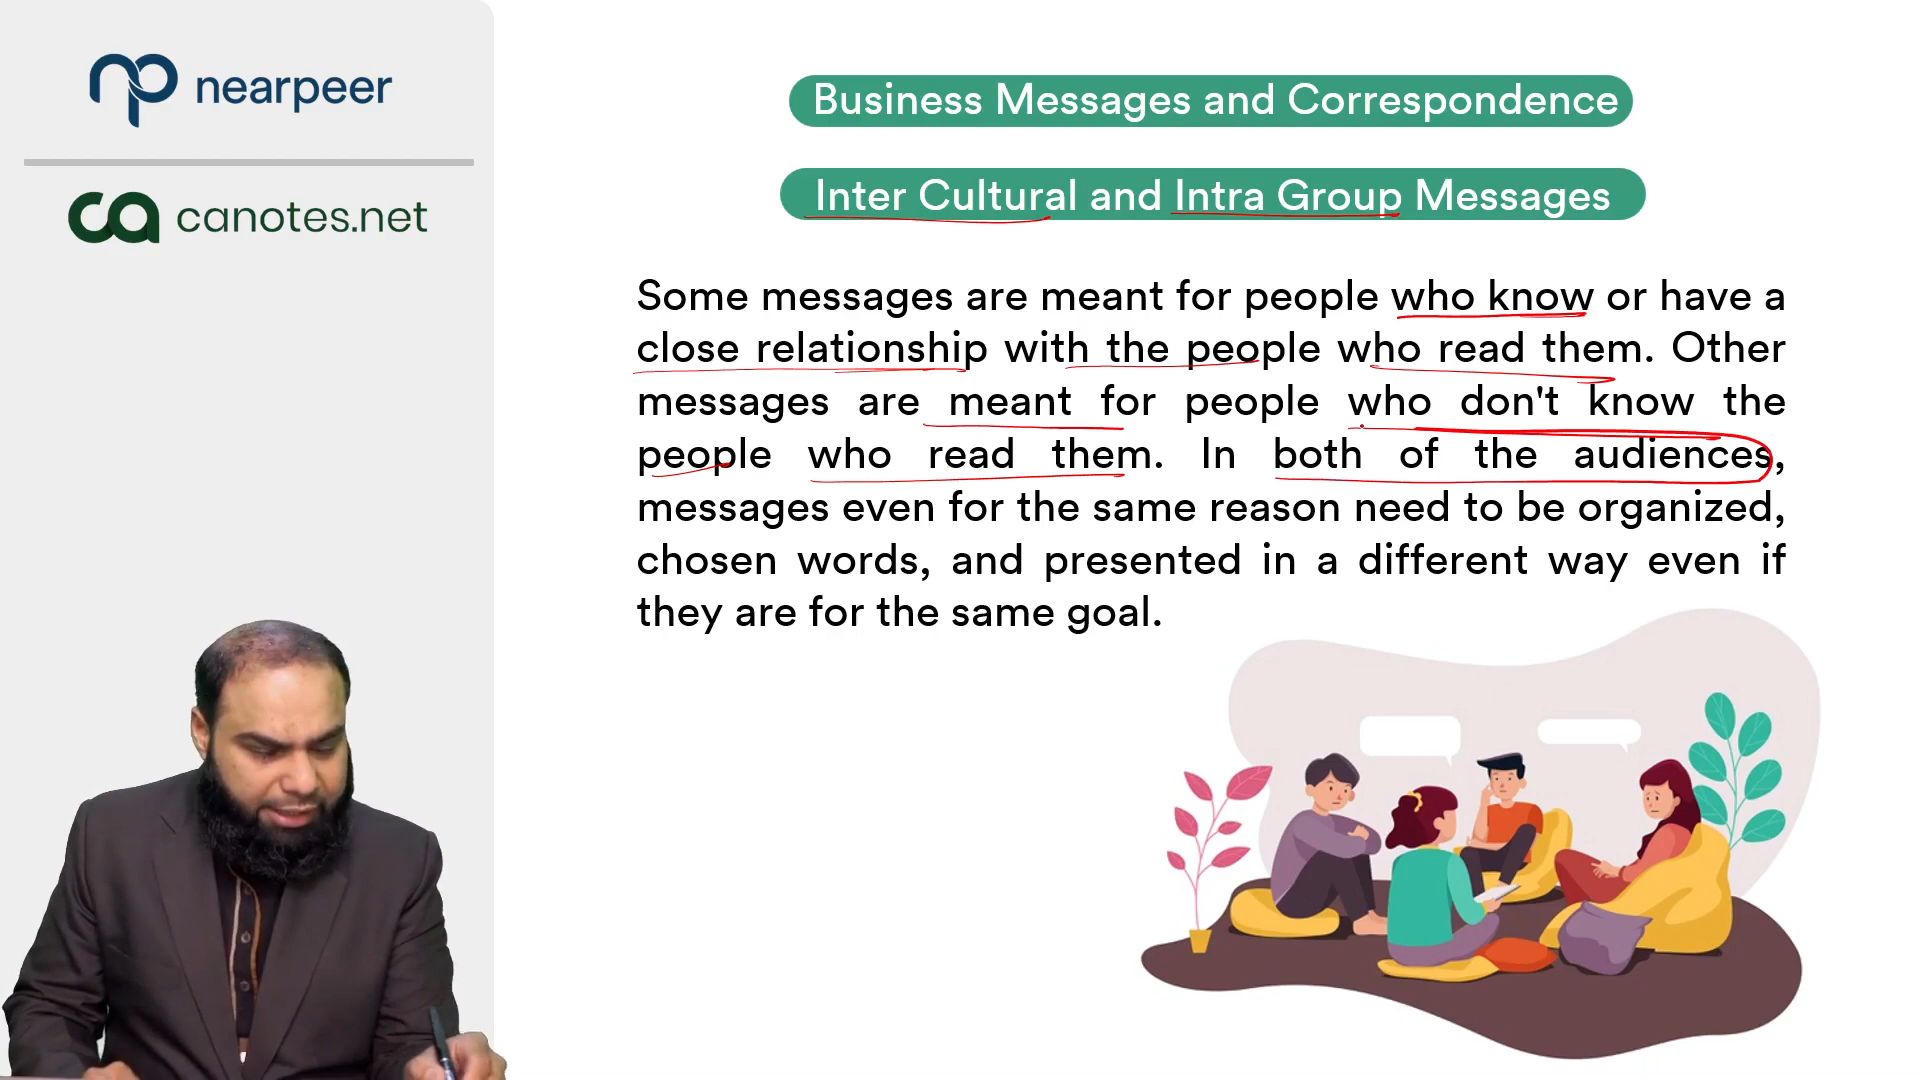 nearpeer
canotes.net
Business Messages and Correspondence
Inter Cultural and Intra Group Messages
Some messages are meant for people who know or have a
close relationship with the people who read them. Other
messages are meant for people who don't know the
people who read them. In both of the audiences,
messages even for the same reason need to be organized,
chosen words, and presented in a different way even if
they are for the same goal.